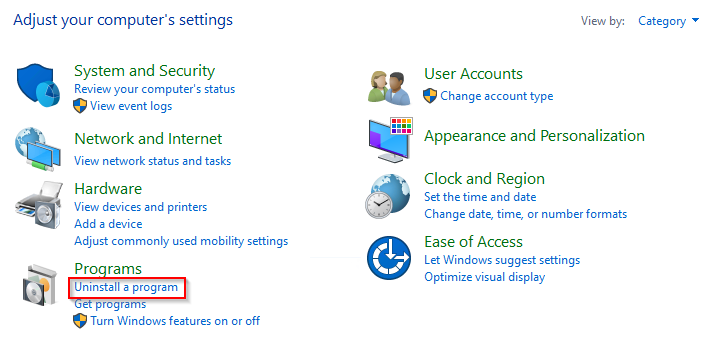 Adjust your computer's settings
View by: Category
System and Security
Review your computer's status
View event logs
Network and Internet
View network status and tasks
Hardware
View devices and printers
Add a device
Adjust commonly used mobility settings
Programs
Uninstall a program
Get programs
Turn Windows features on or off
User Accounts
Change account type
Appearance and Personalization
Clock and Region
Set the time and date
Change date, time, or number formats
Ease of Access
Let Windows suggest settings
Optimize visual display